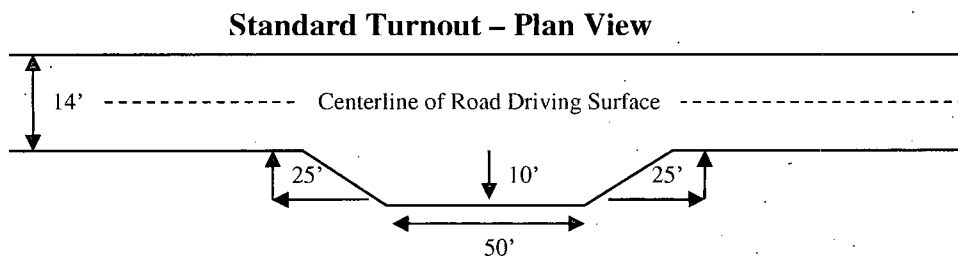 Standard Turnout – Plan View
14’
Centerline of Road Driving Surface
25’
10’
25’
50’